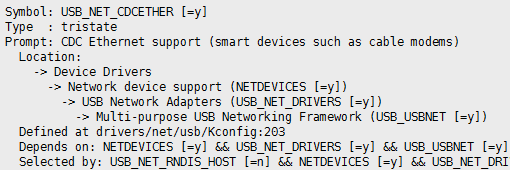 Symbol: USB_NET_CDCETHER [=y]
Type  : tristate
Prompt: CDC Ethernet support (smart devices such as cable modems)
Location:
-> Device Drivers
-> Network device support (NETDEVICES [=y])
-> USB Network Adapters (USB_NET_DRIVERS [=y])
-> Multi-purpose USB Networking Framework (USB_USBNET [=y])
Defined at drivers/net/usb/Kconfig:203
Depends on: NETDEVICES [=y] && USB_NET_DRIVERS [=y] && USB_USBNET [=y]
Selected by: USB_NET_RNDIS_HOST [=n] && NETDEVICES [=y] && USB_NET_DRI